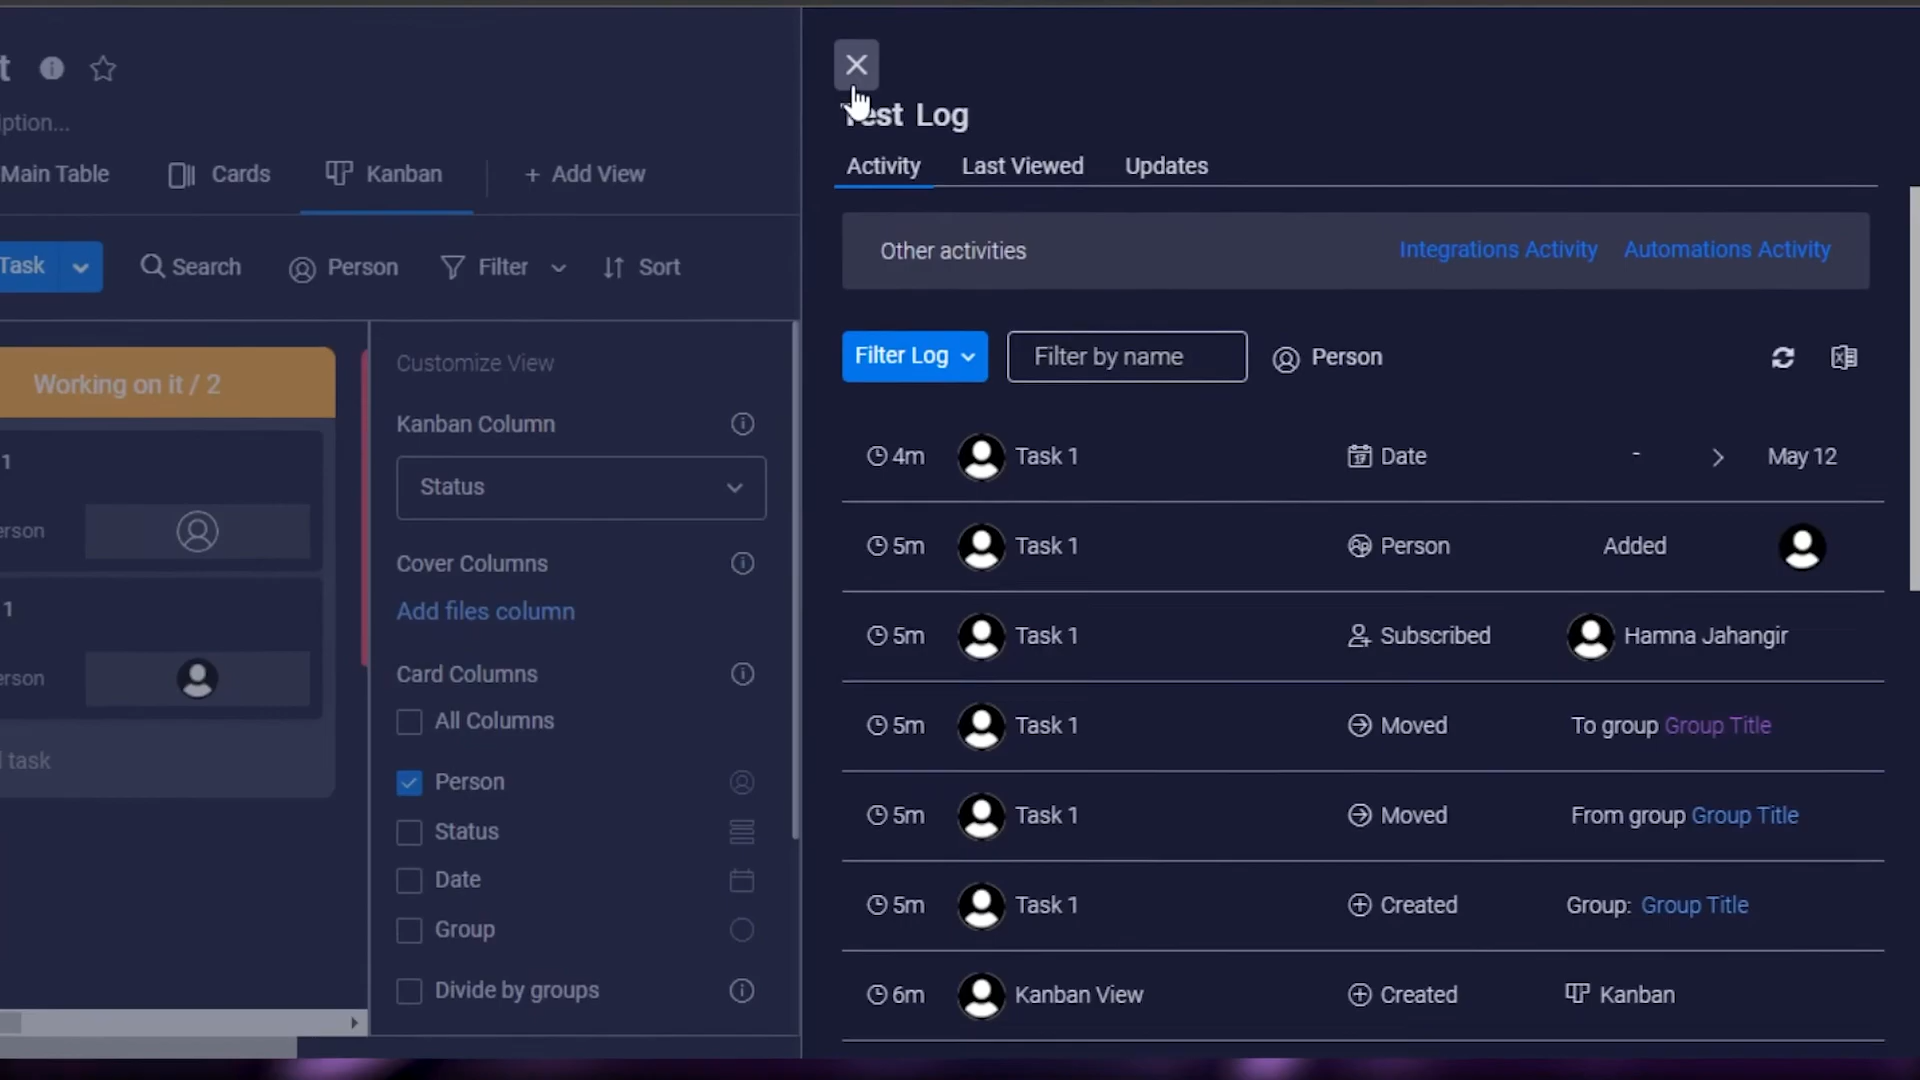 t
iption...
Main Table
Cards
Kanban
+ Add View
Task
Search
Person
Filter
Sort
Working on it / 2
1
erson
1
erson
task
Customize View
Kanban Column
Status
Cover Columns
Add files column
Card Columns
All Columns
Person
Status
Date
Group
Divide by groups
Test Log
Activity
Last Viewed
Updates
Other activities
Integrations Activity
Automations Activity
Filter Log
Filter by name
Person
4m Task 1 Date - > May 12
5m Task 1 Person Added
5m Task 1 Subscribed Hamna Jahangir
5m Task 1 Moved To group Group Title
5m Task 1 Moved From group Group Title
5m Task 1 Created Group: Group Title
6m Kanban View Created Kanban